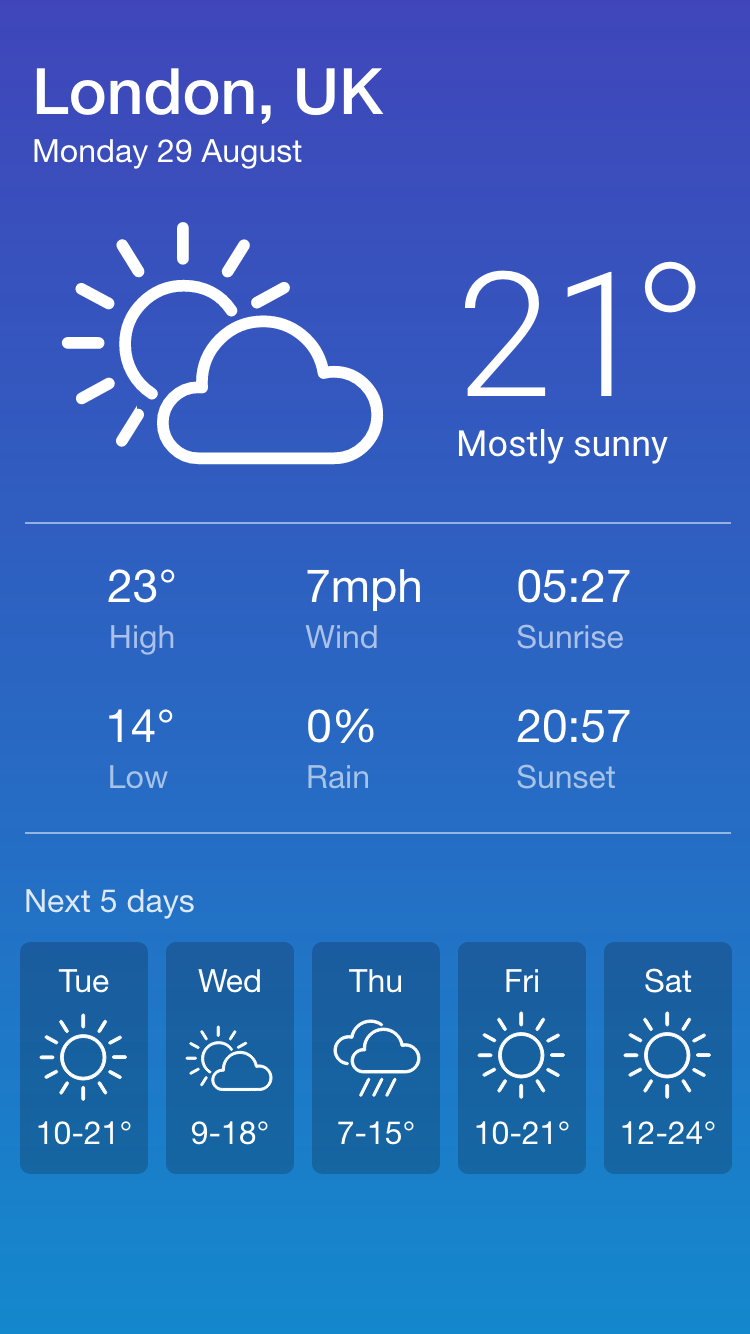 London, UK
Monday 29 August
21°
Mostly sunny
23° 7mph 05:27
High Wind Sunrise
14° 0% 20:57
Low Rain Sunset
Next 5 days
Tue Wed Thu Fri Sat
10-21° 9-18° 7-15° 10-21° 12-24°